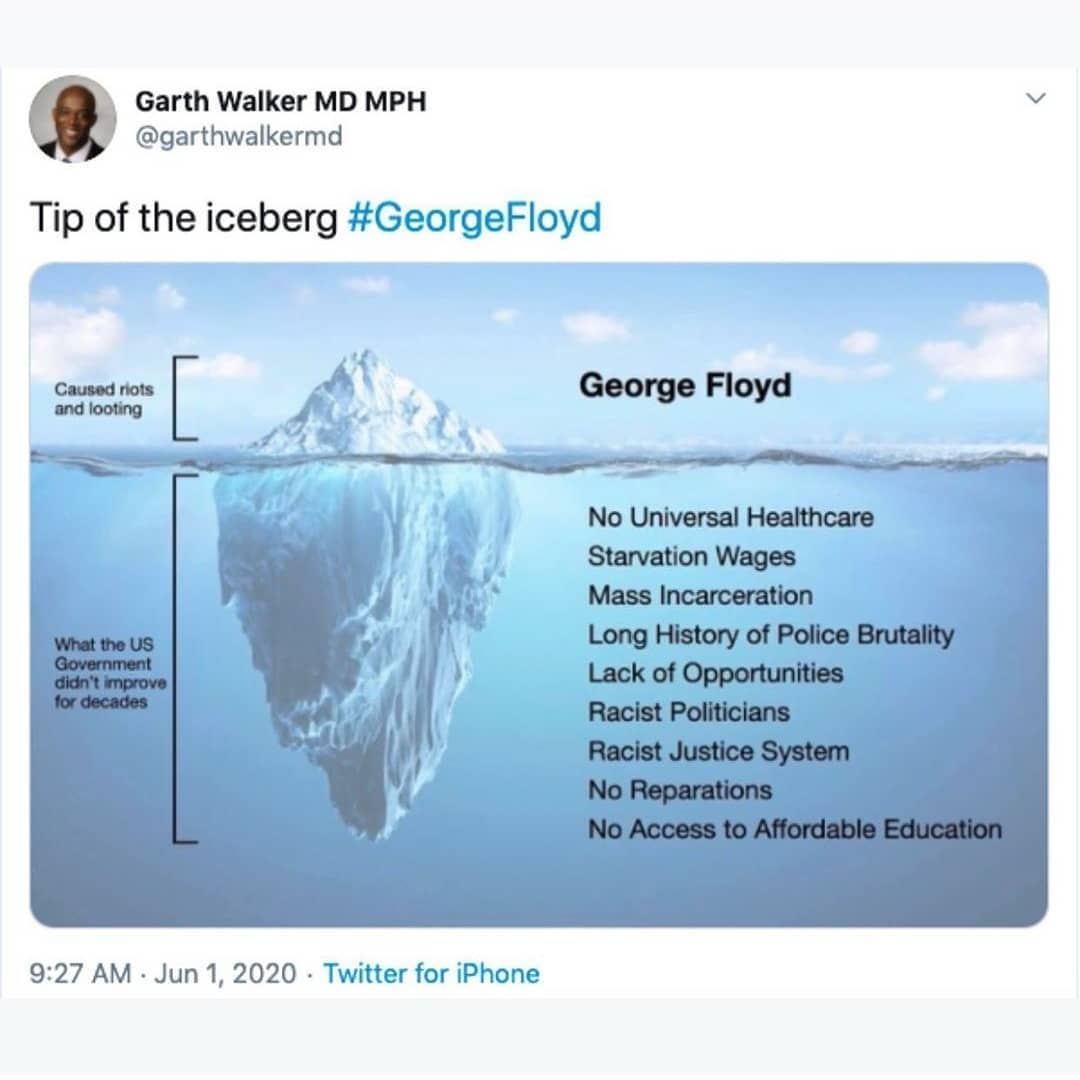 Garth Walker MD MPH
@garthwalkermd
Tip of the iceberg #GeorgeFloyd
Caused riots
and looting
George Floyd
What the US
Government
didn't improve
for decades
No Universal Healthcare
Starvation Wages
Mass Incarceration
Long History of Police Brutality
Lack of Opportunities
Racist Politicians
Racist Justice System
No Reparations
No Access to Affordable Education
9:27 AM · Jun 1, 2020 · Twitter for iPhone